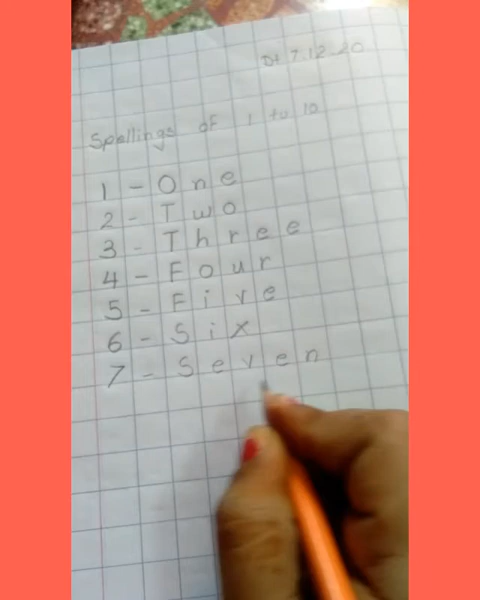 Dt 7.12.20
Spellings of 1 to 10
1 - One
2 - Two
3 - Three
4 - Four
5 - Five
6 - Six
7 - Seven